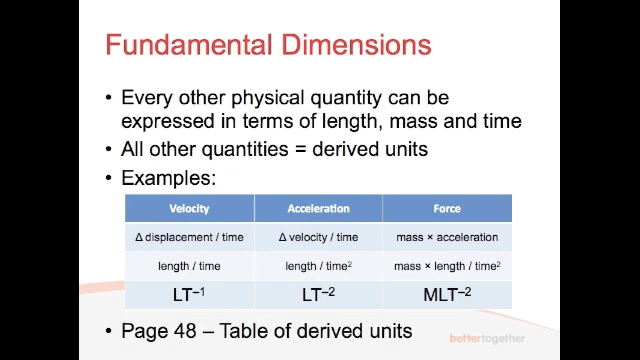 Fundamental Dimensions
• Every other physical quantity can be
expressed in terms of length, mass and time
• All other quantities = derived units
• Examples:
Velocity Acceleration Force
Δ displacement / time Δ velocity / time mass × acceleration
length / time length / time² mass × length / time²
LT⁻¹ LT⁻² MLT⁻²
• Page 48 – Table of derived units
bettertogether